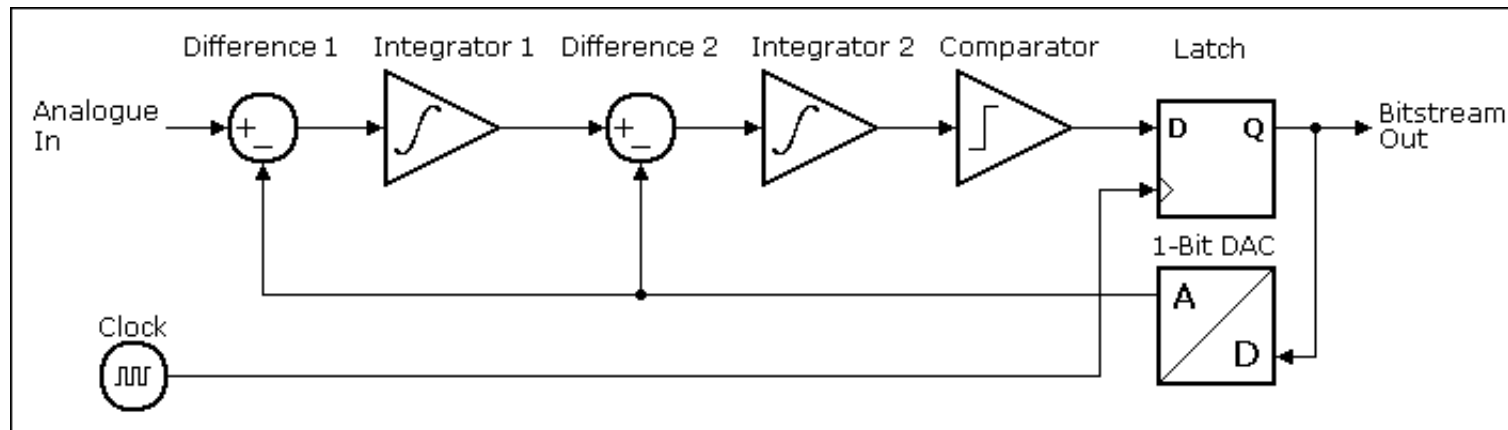 Difference 1
Integrator 1
Difference 2
Integrator 2
Comparator
Latch
Analogue
In
+
−
+
−
D
Q
Bitstream
Out
1-Bit DAC
A
D
Clock